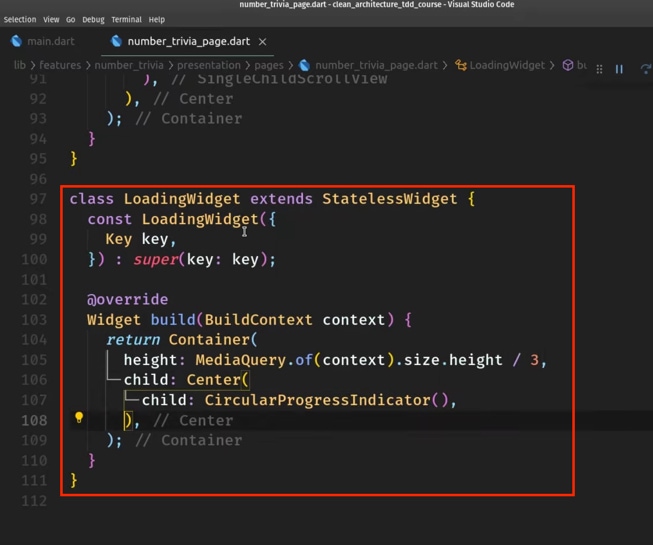 number_trivia_page.dart - clean_architecture_tdd_course - Visual Studio Code
Selection View Go Debug Terminal Help
main.dart number_trivia_page.dart ×
lib > features > number_trivia > presentation > pages > number_trivia_page.dart > LoadingWidget > bu
91 ), // SingleChildScrollView
92 ), // Center
93 ); // Container
94 }
95 }
96
97 class LoadingWidget extends StatelessWidget {
98 const LoadingWidget({
99 Key key,
100 }) : super(key: key);
101
102 @override
103 Widget build(BuildContext context) {
104 return Container(
105 height: MediaQuery.of(context).size.height / 3,
106 child: Center(
107 child: CircularProgressIndicator(),
108 ), // Center
109 ); // Container
110 }
111 }
112